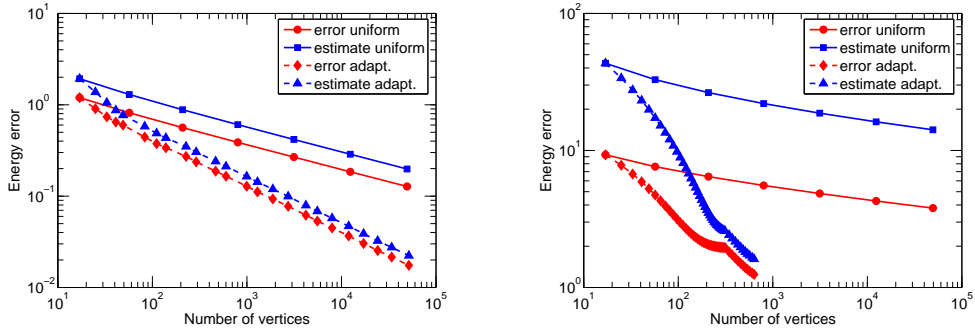 10^1
10^0
10^-1
10^-2
Energy error
10^1 10^2 10^3 10^4 10^5
Number of vertices
error uniform
estimate uniform
error adapt.
estimate adapt.
10^2
10^1
10^0
Energy error
10^1 10^2 10^3 10^4 10^5
Number of vertices
error uniform
estimate uniform
error adapt.
estimate adapt.